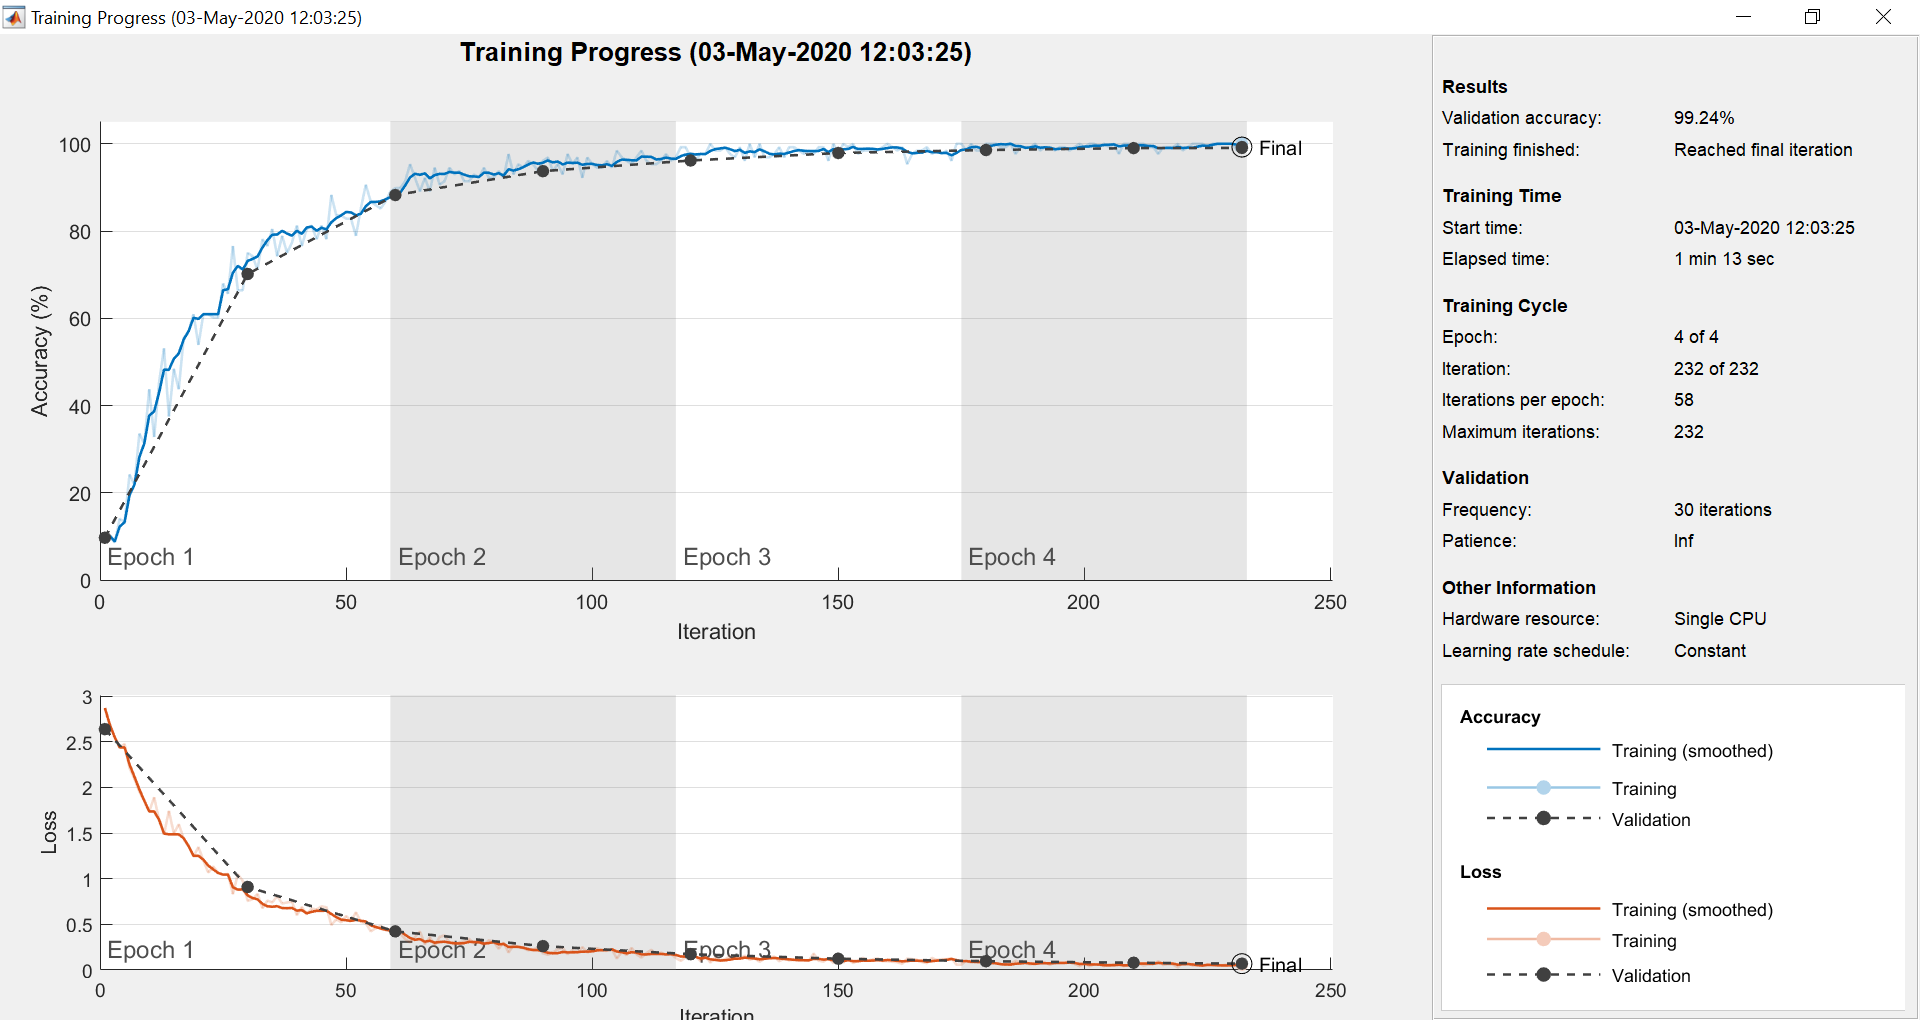 Training Progress (03-May-2020 12:03:25)
Training Progress (03-May-2020 12:03:25)
100
80
60
40
20
0
Accuracy (%)
Final
Epoch 1
Epoch 2
Epoch 3
Epoch 4
0
50
100
150
200
250
Iteration
3
2.5
2
1.5
1
0.5
0
Loss
Epoch 1
Epoch 2
Epoch 3
Epoch 4
Final
0
50
100
150
200
250
Iteration
Results
Validation accuracy: 99.24%
Training finished: Reached final iteration
Training Time
Start time: 03-May-2020 12:03:25
Elapsed time: 1 min 13 sec
Training Cycle
Epoch: 4 of 4
Iteration: 232 of 232
Iterations per epoch: 58
Maximum iterations: 232
Validation
Frequency: 30 iterations
Patience: Inf
Other Information
Hardware resource: Single CPU
Learning rate schedule: Constant
Accuracy
Training (smoothed)
Training
Validation
Loss
Training (smoothed)
Training
Validation